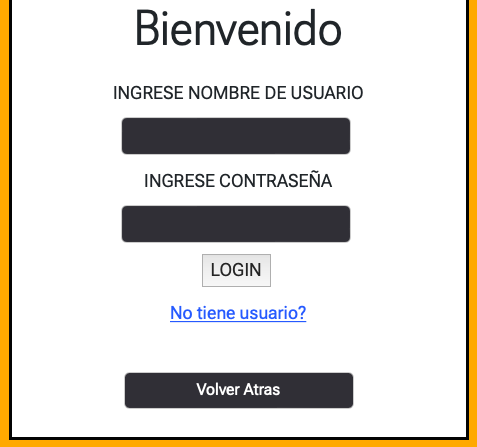 Bienvenido
INGRESE NOMBRE DE USUARIO
INGRESE CONTRASEÑA
LOGIN
No tiene usuario?
Volver Atras